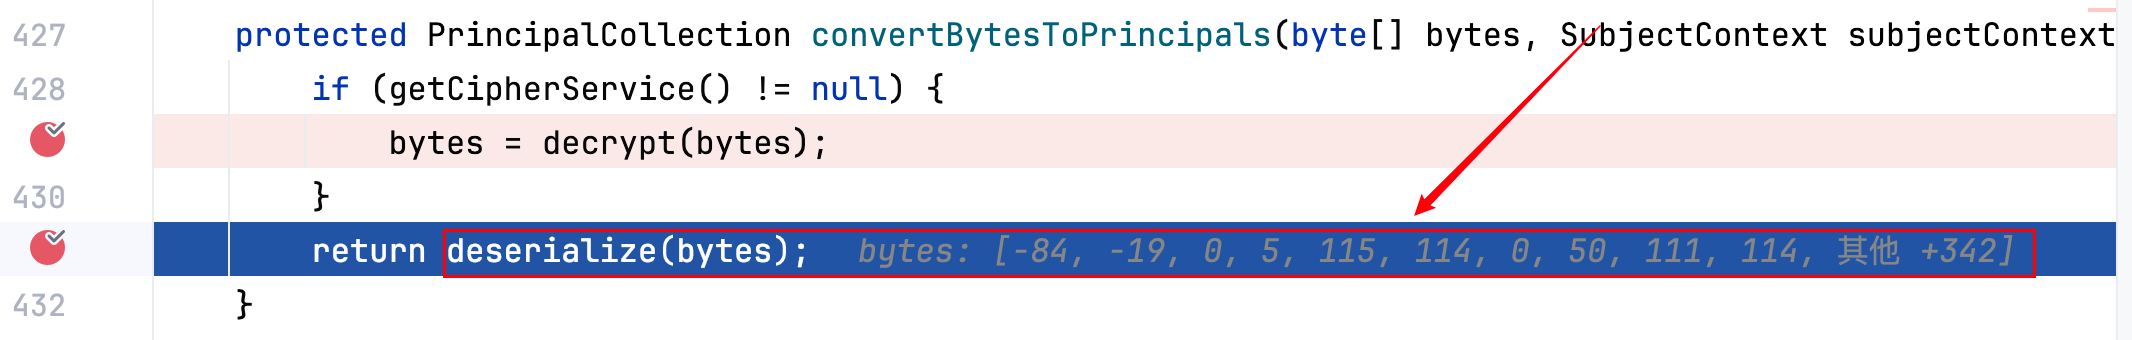 427 protected PrincipalCollection convertBytesToPrincipals(byte[] bytes, SubjectContext subjectContext
428 if (getCipherService() != null) {
bytes = decrypt(bytes);
430 }
return deserialize(bytes); bytes: [-84, -19, 0, 5, 115, 114, 0, 50, 111, 114, 其他 +342]
432 }